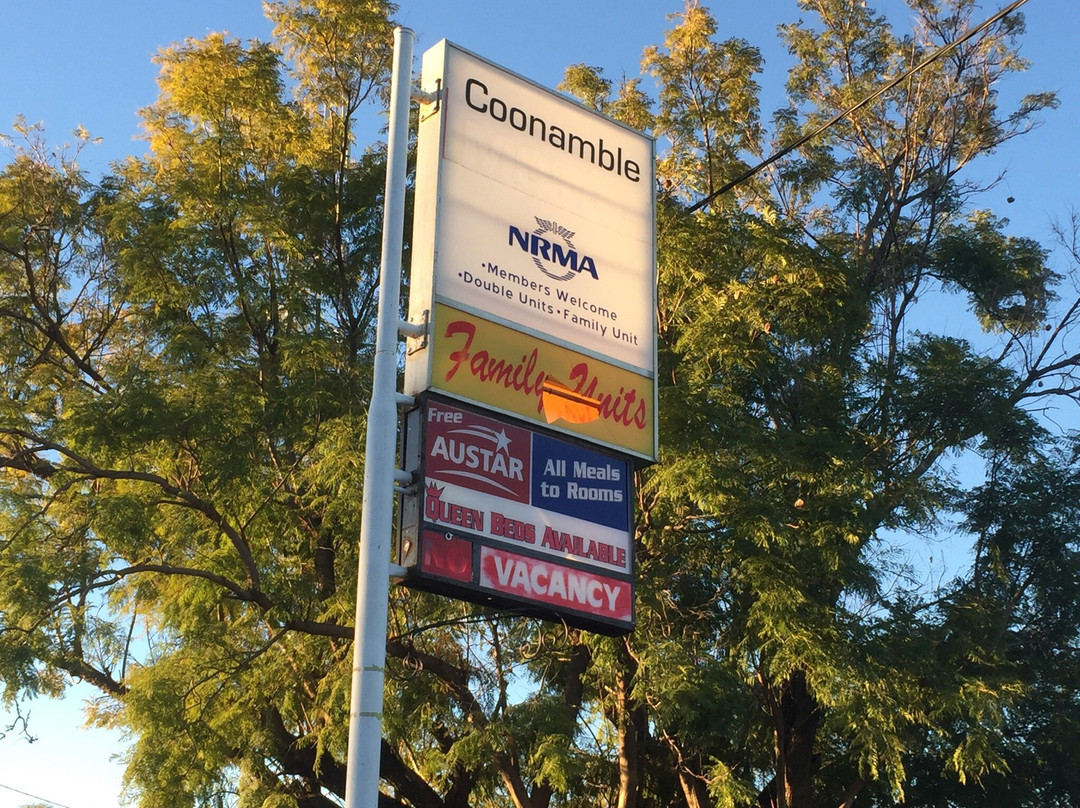 Coonamble
NRMA
•Members Welcome
•Double Units•Family Unit
Family Units
Free
AUSTAR
All Meals
to Rooms
QUEEN BEDS AVAILABLE
NO VACANCY